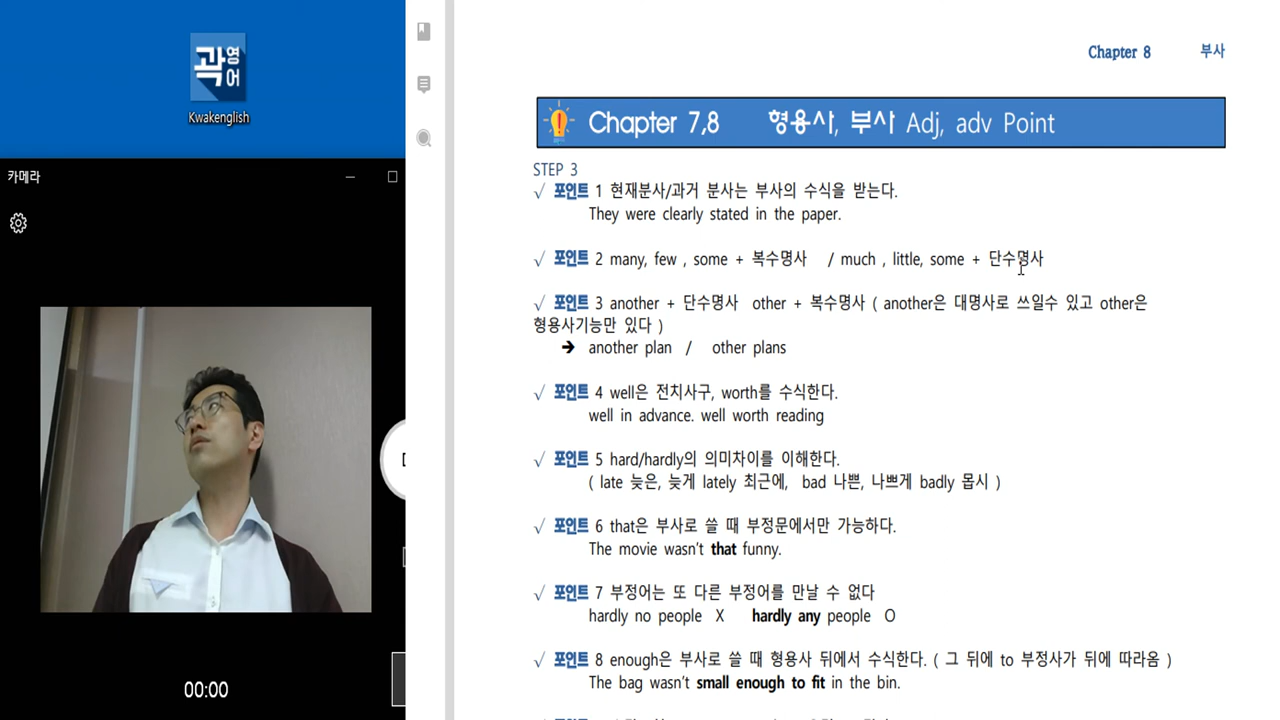 곽영어
Kwakenglish
카메라
00:00
Chapter 8 부사
Chapter 7,8 형용사, 부사 Adj, adv Point
STEP 3
√ 포인트 1 현재분사/과거 분사는 부사의 수식을 받는다.
They were clearly stated in the paper.
√ 포인트 2 many, few , some + 복수명사 / much , little, some + 단수명사
√ 포인트 3 another + 단수명사 other + 복수명사 ( another은 대명사로 쓰일수 있고 other은
형용사기능만 있다 )
➔ another plan / other plans
√ 포인트 4 well은 전치사구, worth를 수식한다.
well in advance. well worth reading
√ 포인트 5 hard/hardly의 의미차이를 이해한다.
( late 늦은, 늦게 lately 최근에, bad 나쁜, 나쁘게 badly 몹시 )
√ 포인트 6 that은 부사로 쓸 때 부정문에서만 가능하다.
The movie wasn't that funny.
√ 포인트 7 부정어는 또 다른 부정어를 만날 수 없다
hardly no people X hardly any people O
√ 포인트 8 enough은 부사로 쓸 때 형용사 뒤에서 수식한다. ( 그 뒤에 to 부정사가 뒤에 따라옴 )
The bag wasn't small enough to fit in the bin.